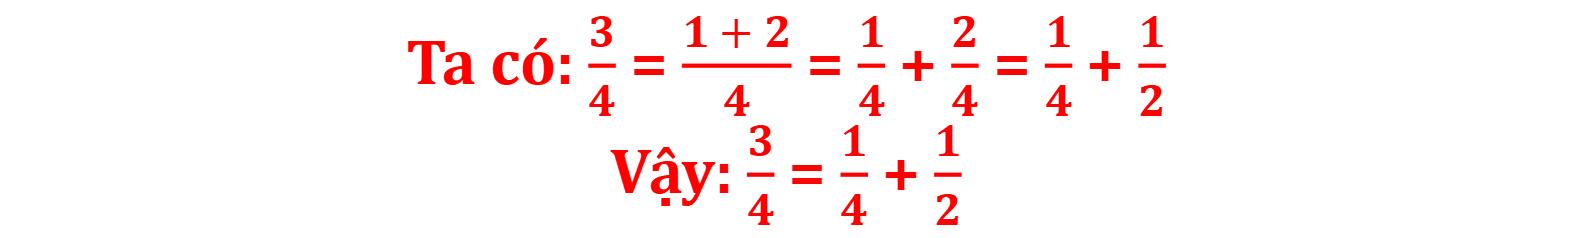 Ta có: 3/4 = (1 + 2)/4 = 1/4 + 2/4 = 1/4 + 1/2
Vậy: 3/4 = 1/4 + 1/2